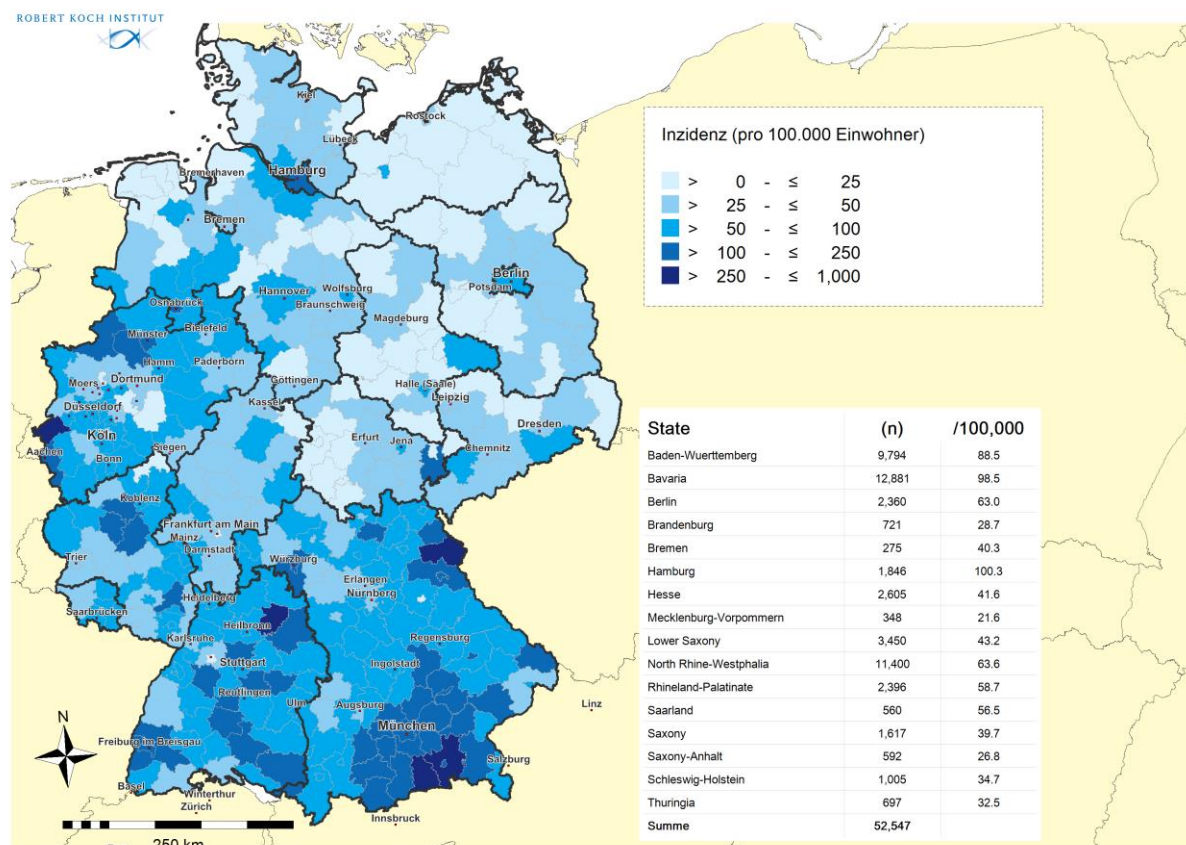 ROBERT KOCH INSTITUT
Kiel
Rostock
Lübeck
Bremerhaven
Hamburg
Bremen
Berlin
Potsdam
Hannover
Wolfsburg
Braunschweig
Osnabrück
Magdeburg
Münster
Bielefeld
Hamm
Paderborn
Moers
Dortmund
Göttingen
Halle (Saale)
Leipzig
Kassel
Düsseldorf
Köln
Erfurt
Jena
Dresden
Chemnitz
Aachen
Bonn
Siegen
Koblenz
Frankfurt am Main
Mainz
Darmstadt
Trier
Würzburg
Erlangen
Nürnberg
Saarbrücken
Heidelberg
Heilbronn
Karlsruhe
Regensburg
Stuttgart
Ingolstadt
Reutlingen
Ulm
Augsburg
München
Linz
Freiburg im Breisgau
Salzburg
Basel
Winterthur
Zürich
Innsbruck
N
250 km
Inzidenz (pro 100.000 Einwohner)
> 0 - ≤ 25
> 25 - ≤ 50
> 50 - ≤ 100
> 100 - ≤ 250
> 250 - ≤ 1,000
State (n) /100,000
Baden-Wuerttemberg 9,794 88.5
Bavaria 12,881 98.5
Berlin 2,360 63.0
Brandenburg 721 28.7
Bremen 275 40.3
Hamburg 1,846 100.3
Hesse 2,605 41.6
Mecklenburg-Vorpommern 348 21.6
Lower Saxony 3,450 43.2
North Rhine-Westphalia 11,400 63.6
Rhineland-Palatinate 2,396 58.7
Saarland 560 56.5
Saxony 1,617 39.7
Saxony-Anhalt 592 26.8
Schleswig-Holstein 1,005 34.7
Thuringia 697 32.5
Summe 52,547